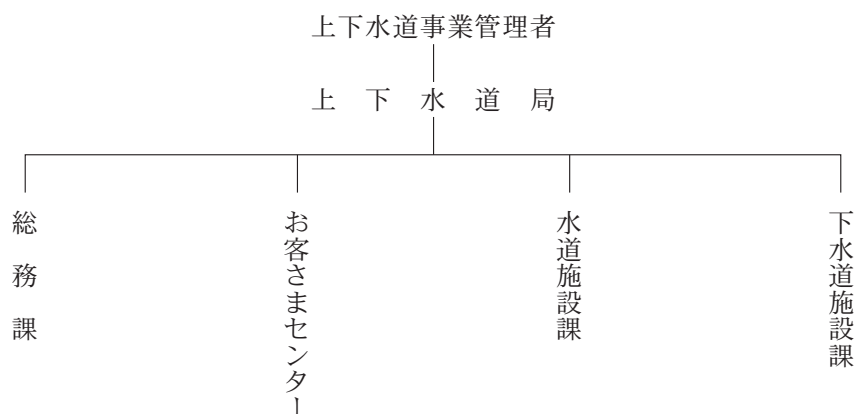 上下水道事業管理者
上下水道局
総務課
お客さまセンター
水道施設課
下水道施設課